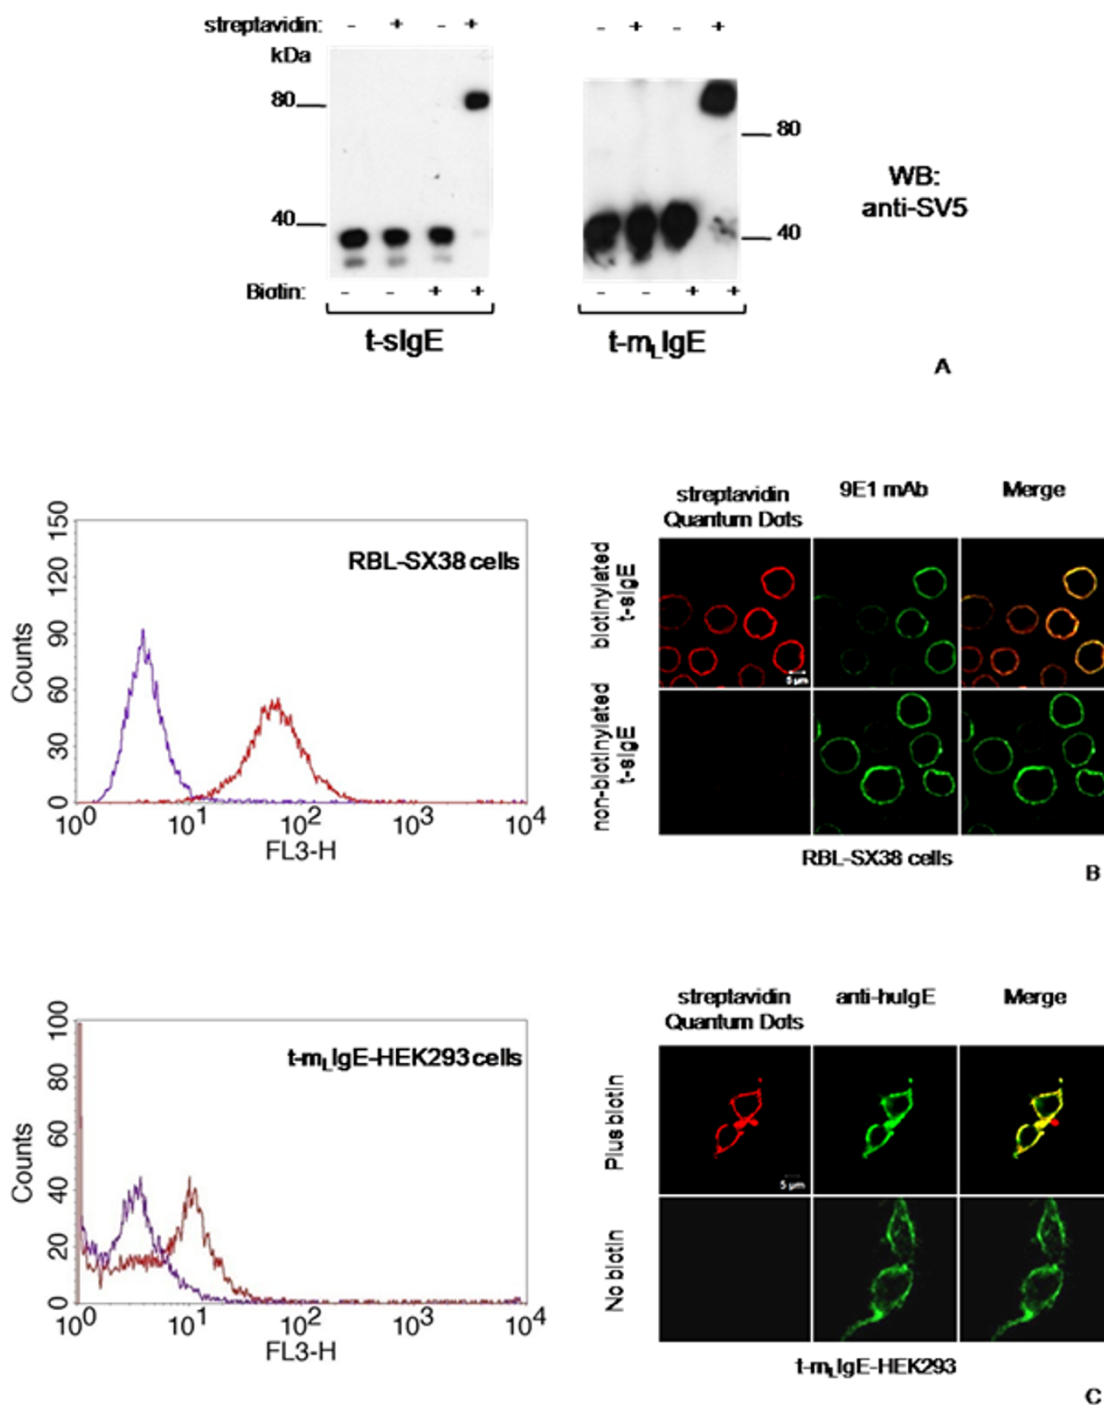 streptavidin: - + - + - + - +
kDa
80 80
40 40
WB:
anti-SV5
Biotin: - - + + - - + +
t-sIgE t-mLIgE
A
RBL-SX38 cells
Counts
150
120
90
60
30
0
10^0 10^1 10^2 10^3 10^4
FL3-H
streptavidin
Quantum Dots
9E1 mAb
Merge
biotinylated
t-sIgE
5 µm
non-biotinylated
t-sIgE
RBL-SX38 cells
B
t-mLIgE-HEK293 cells
Counts
100
80
60
40
20
0
10^0 10^1 10^2 10^3 10^4
FL3-H
streptavidin
Quantum Dots
anti-huIgE
Merge
Plus biotin
5 µm
No biotin
t-mLIgE-HEK293
C